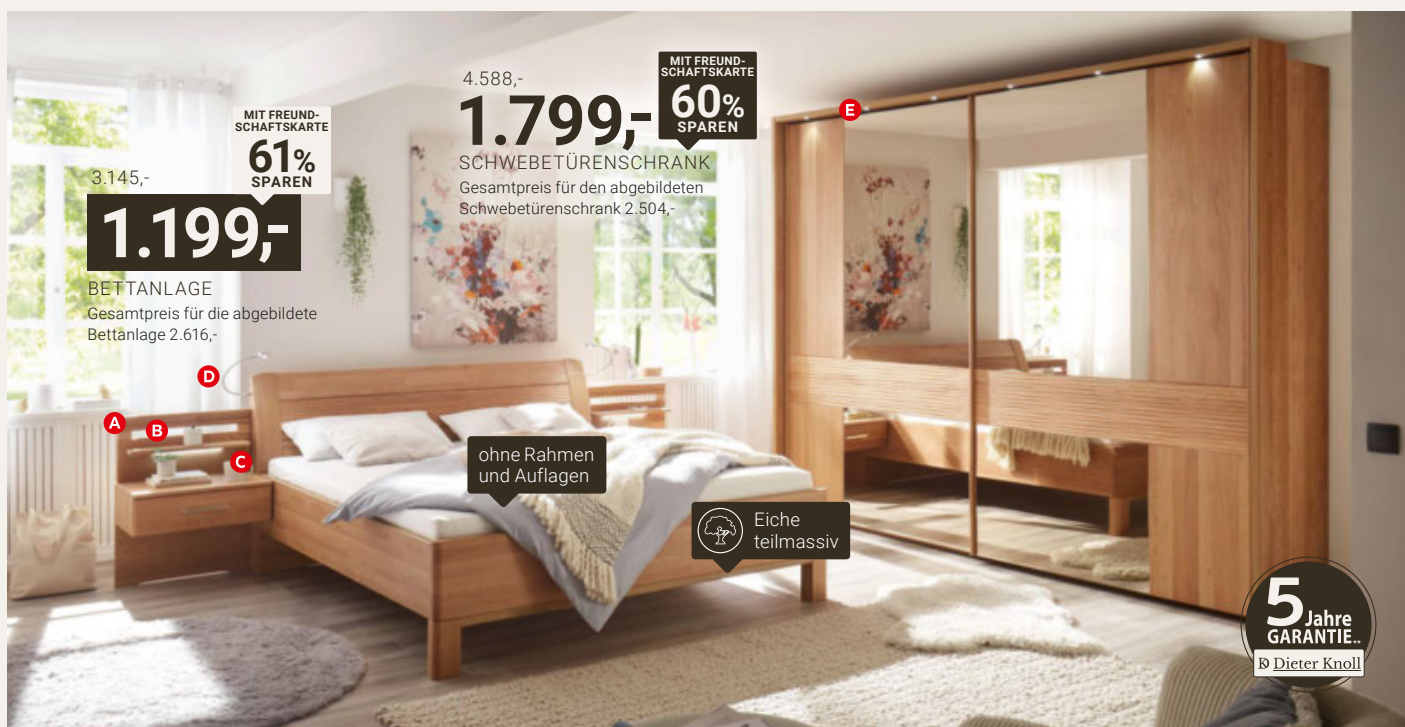 MIT FREUND-
SCHAFTSKARTE
61%
SPAREN
3.145,-
1.199,-
BETTANLAGE
Gesamtpreis für die abgebildete
Bettanlage 2.616,-
4.588,-
1.799,-
MIT FREUND-
SCHAFTSKARTE
60%
SPAREN
SCHWEBETÜRENSCHRANK
Gesamtpreis für den abgebildeten
Schwebetürenschrank 2.504,-
E
D
A
B
C
ohne Rahmen
und Auflagen
Eiche
teilmassiv
5 Jahre
GARANTIE..
Dieter Knoll